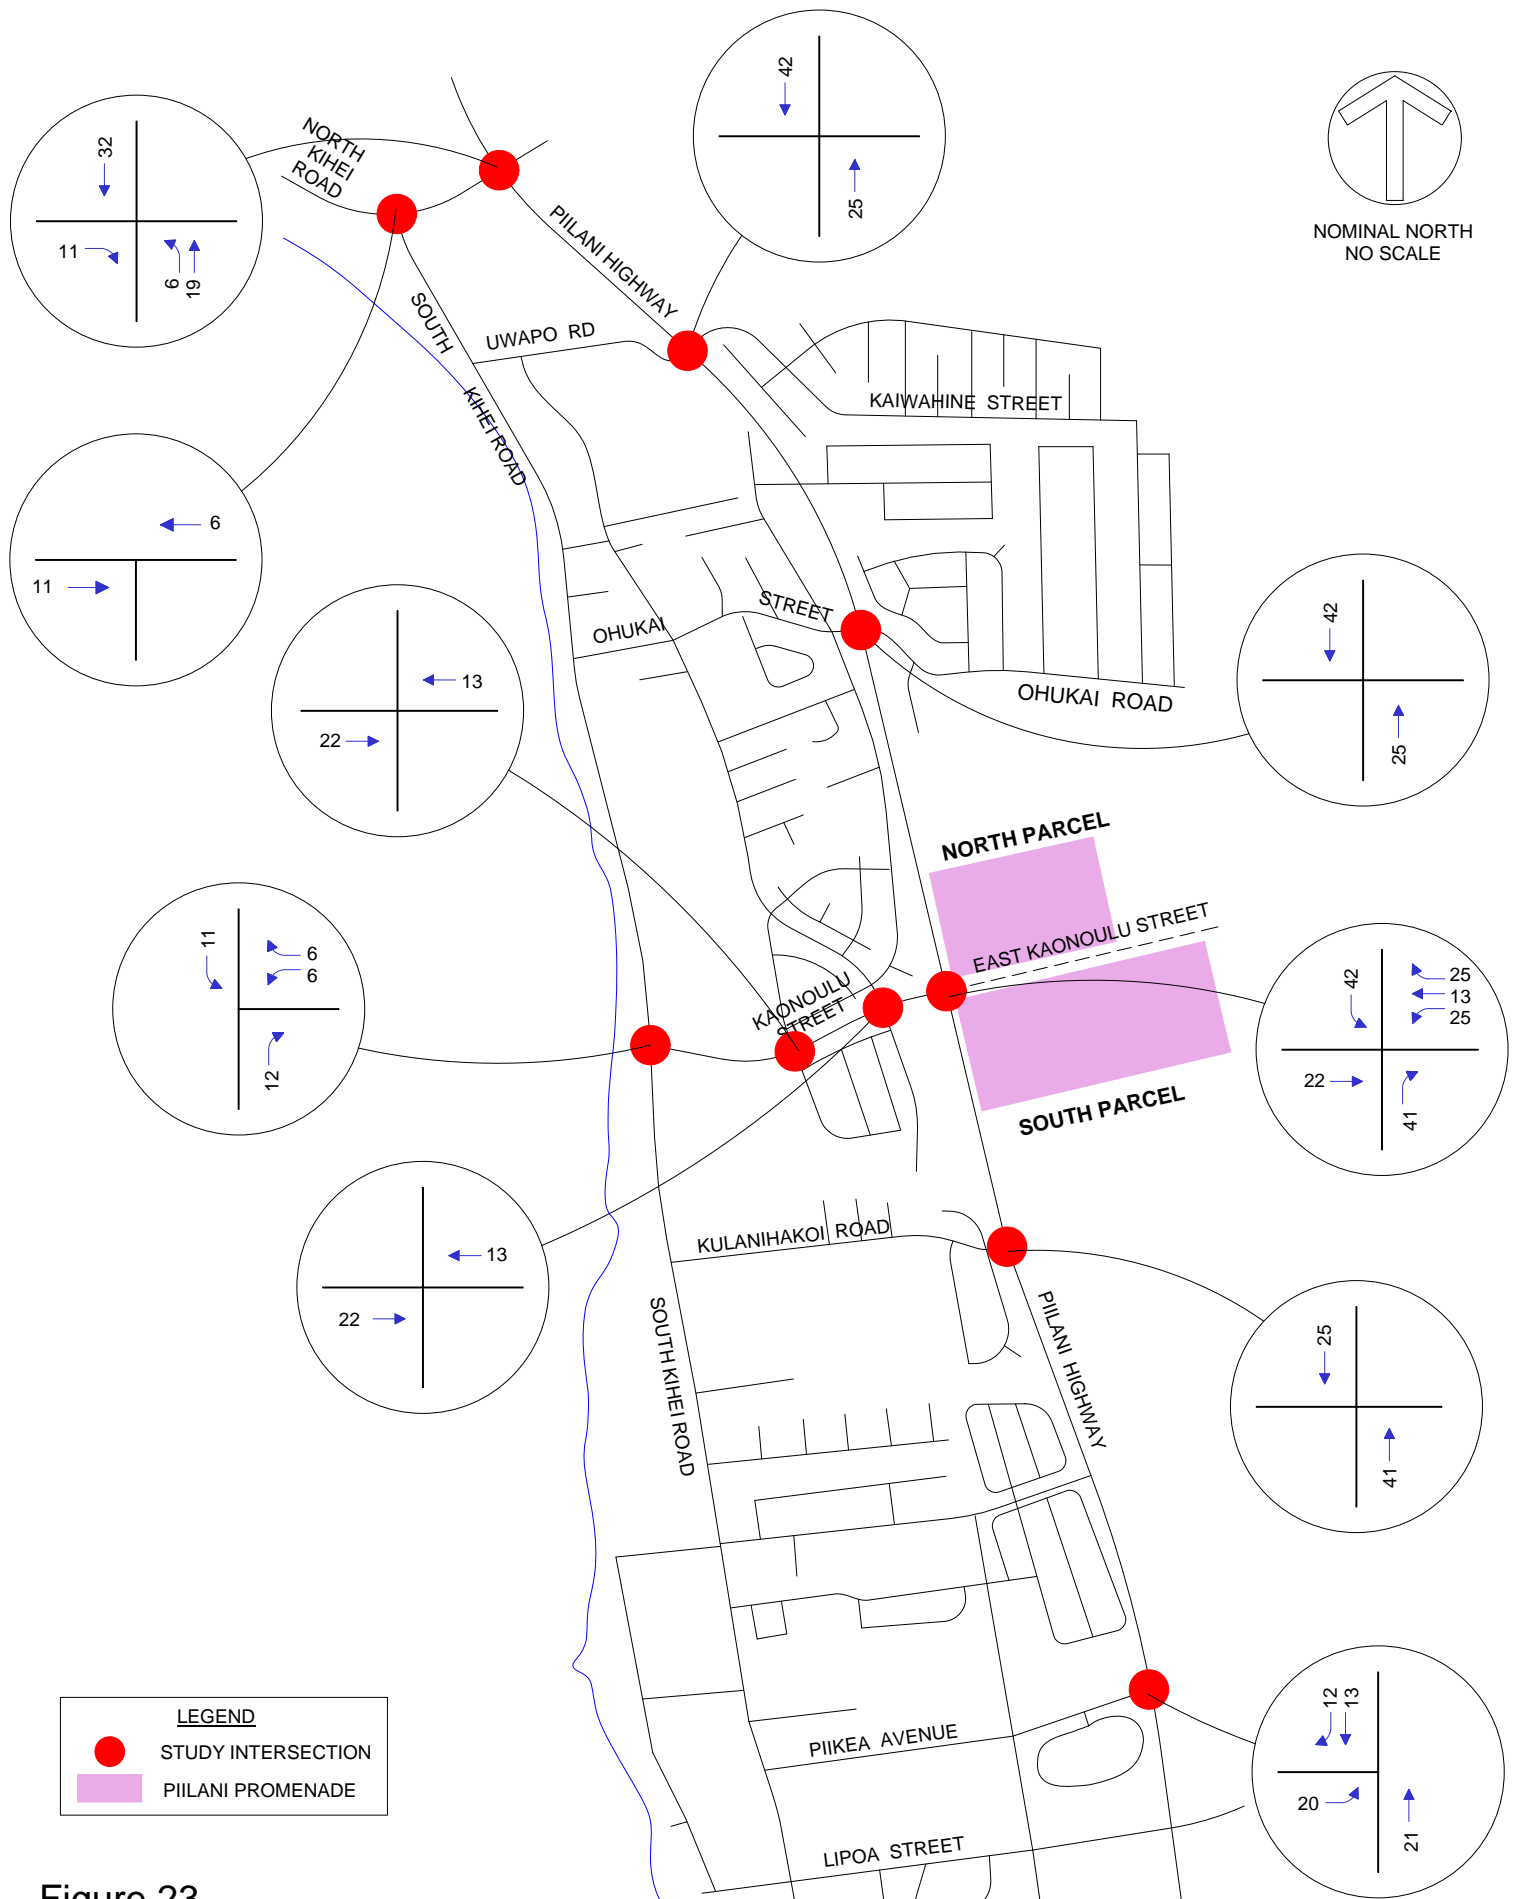 42
25
NOMINAL NORTH
NO SCALE
32
11
6
19
NORTH
KIHEI
ROAD
PIILANI HIGHWAY
SOUTH
KIHEI ROAD
UWAPO RD
KAIWAHINE STREET
6
11
OHUKAI
STREET
OHUKAI ROAD
42
25
13
22
NORTH PARCEL
EAST KAONOULU STREET
SOUTH PARCEL
KAONOULU
STREET
11
6
6
12
42
25
13
25
22
41
13
22
KULANIHAKOI ROAD
SOUTH KIHEI ROAD
PIILANI HIGHWAY
25
41
LEGEND
STUDY INTERSECTION
PIILANI PROMENADE
PIIKEA AVENUE
12
13
20
21
LIPOA STREET
Figure 23